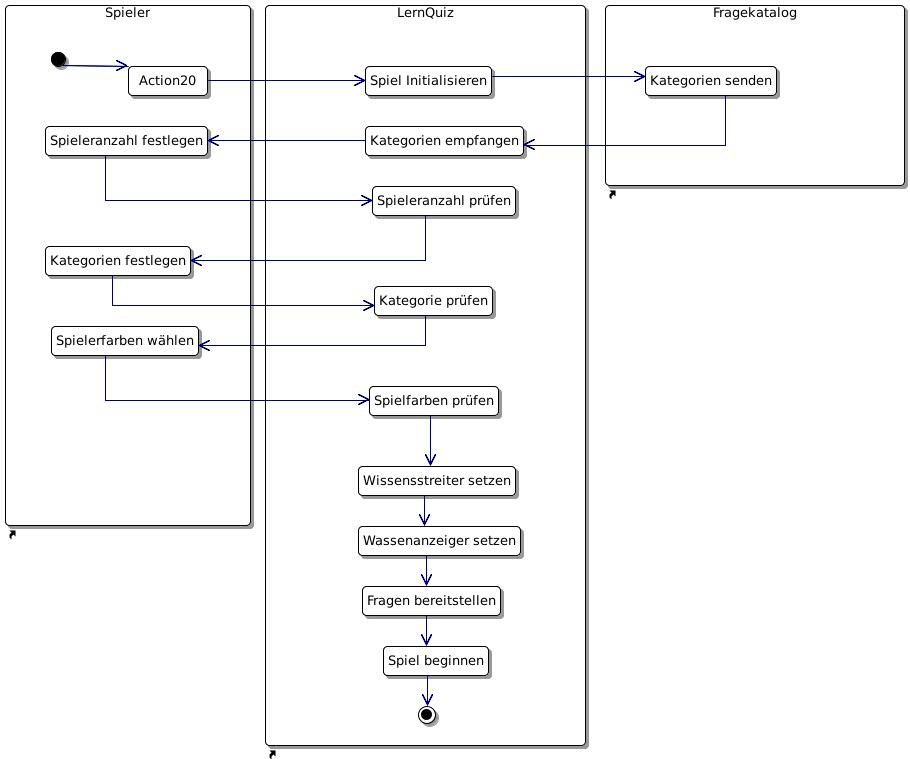 Spieler
LernQuiz
Fragekatalog
Action20
Spiel Initialisieren
Kategorien senden
Spieleranzahl festlegen
Kategorien empfangen
Spieleranzahl prüfen
Kategorien festlegen
Kategorie prüfen
Spielerfarben wählen
Spielfarben prüfen
Wissensstreiter setzen
Wassenanzeiger setzen
Fragen bereitstellen
Spiel beginnen